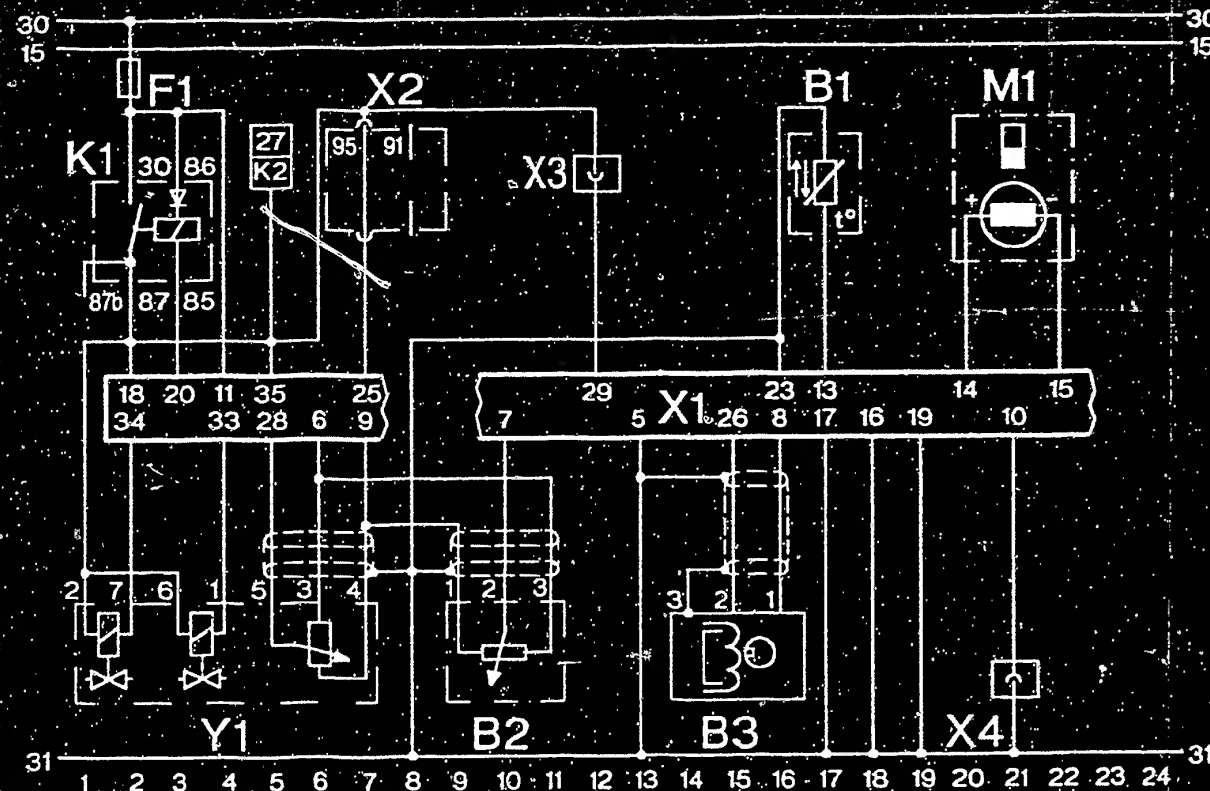 30 30
15 15
F1 X2 B1 M1
K1 30 86 27 95 91
K2 X3
t°
+ -
87b 87 85
18 20 11 35 25 29 23 13 14 15
34 33 28 6 9 7 5 X1 26 8 17 16 19 10
2 7 6 1 5 3 4 1 2 3 3 2 1
Y1 B2 B3 X4
31 31
1 2 3 4 5 6 7 8 9 10 11 12 13 14 15 16 17 18 19 20 21 22 23 24